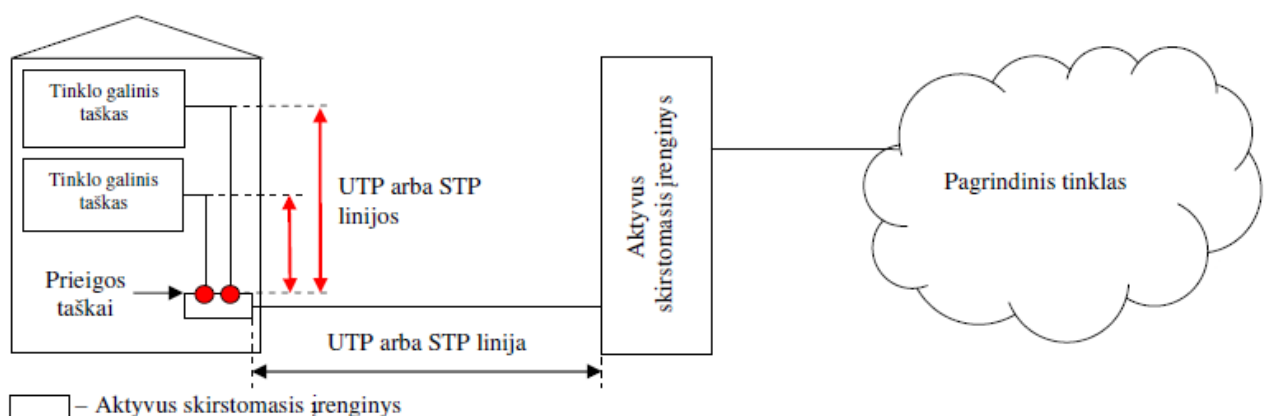 Tinklo galinis
taškas
Tinklo galinis
taškas
UTP arba STP
linijos
Prieigos
taškai
UTP arba STP linija
Aktyvus
skirstomasis įrenginys
Pagrindinis tinklas
– Aktyvus skirstomasis įrenginys